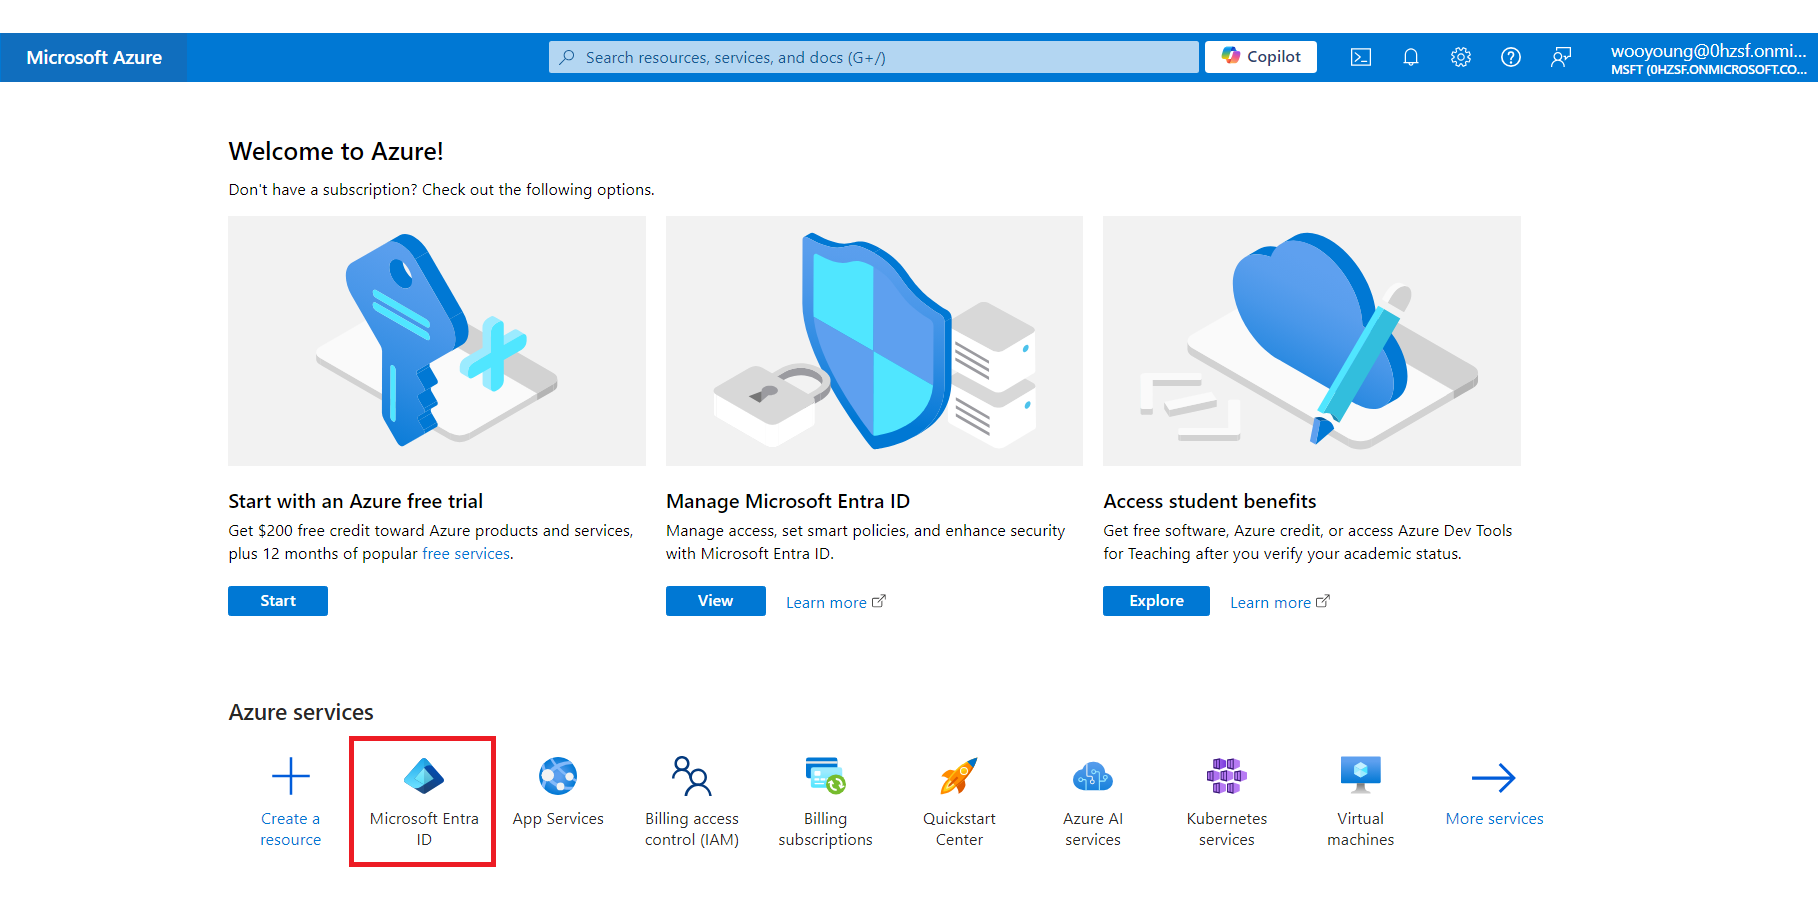 Microsoft Azure
Search resources, services, and docs (G+/)
Copilot
wooyoung@0hzsf.onmi...
MSFT (0HZSF.ONMICROSOFT.CO...
Welcome to Azure!
Don't have a subscription? Check out the following options.
Start with an Azure free trial
Get $200 free credit toward Azure products and services,
plus 12 months of popular free services.
Start
Manage Microsoft Entra ID
Manage access, set smart policies, and enhance security
with Microsoft Entra ID.
View
Learn more
Access student benefits
Get free software, Azure credit, or access Azure Dev Tools
for Teaching after you verify your academic status.
Explore
Learn more
Azure services
Create a
resource
Microsoft Entra
ID
App Services
Billing access
control (IAM)
Billing
subscriptions
Quickstart
Center
Azure AI
services
Kubernetes
services
Virtual
machines
More services